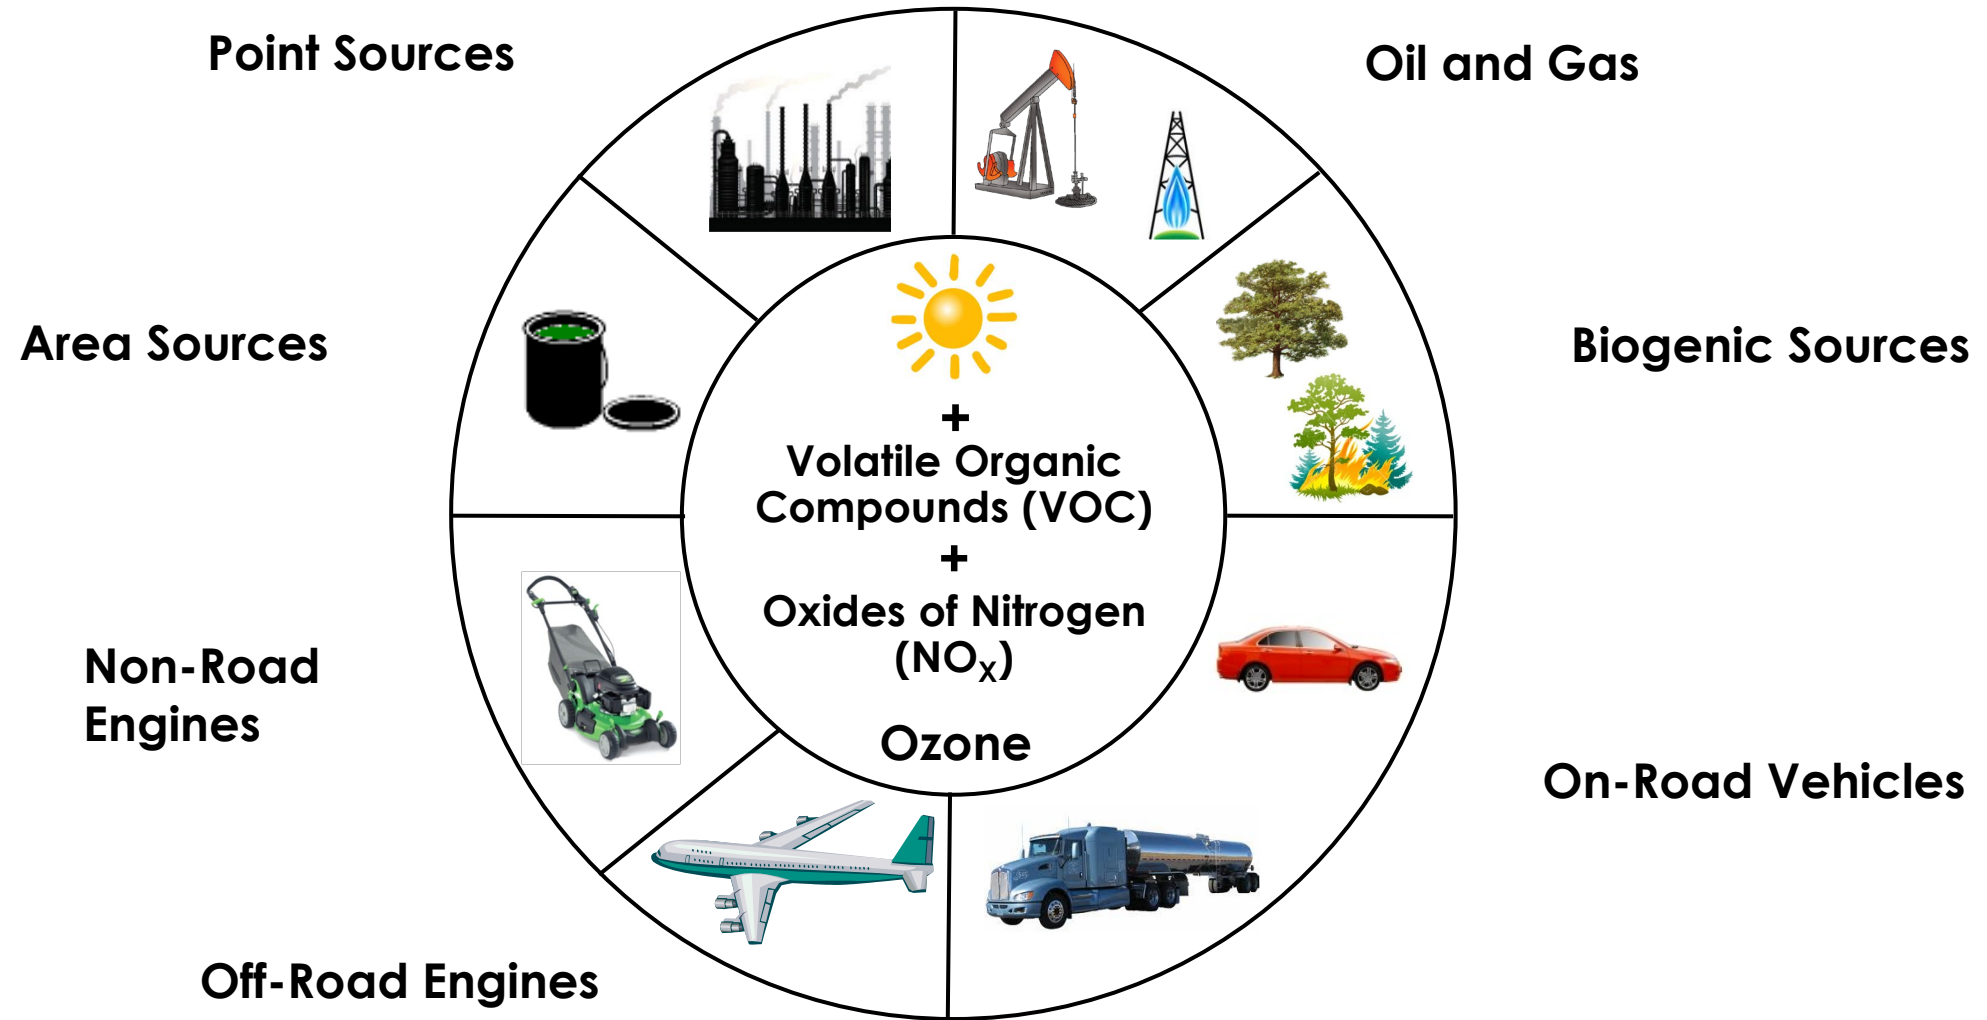 Point Sources
Oil and Gas
Area Sources
Biogenic Sources
+
Volatile Organic
Compounds (VOC)
+
Oxides of Nitrogen
(NOX)
Ozone
Non-Road
Engines
On-Road Vehicles
Off-Road Engines